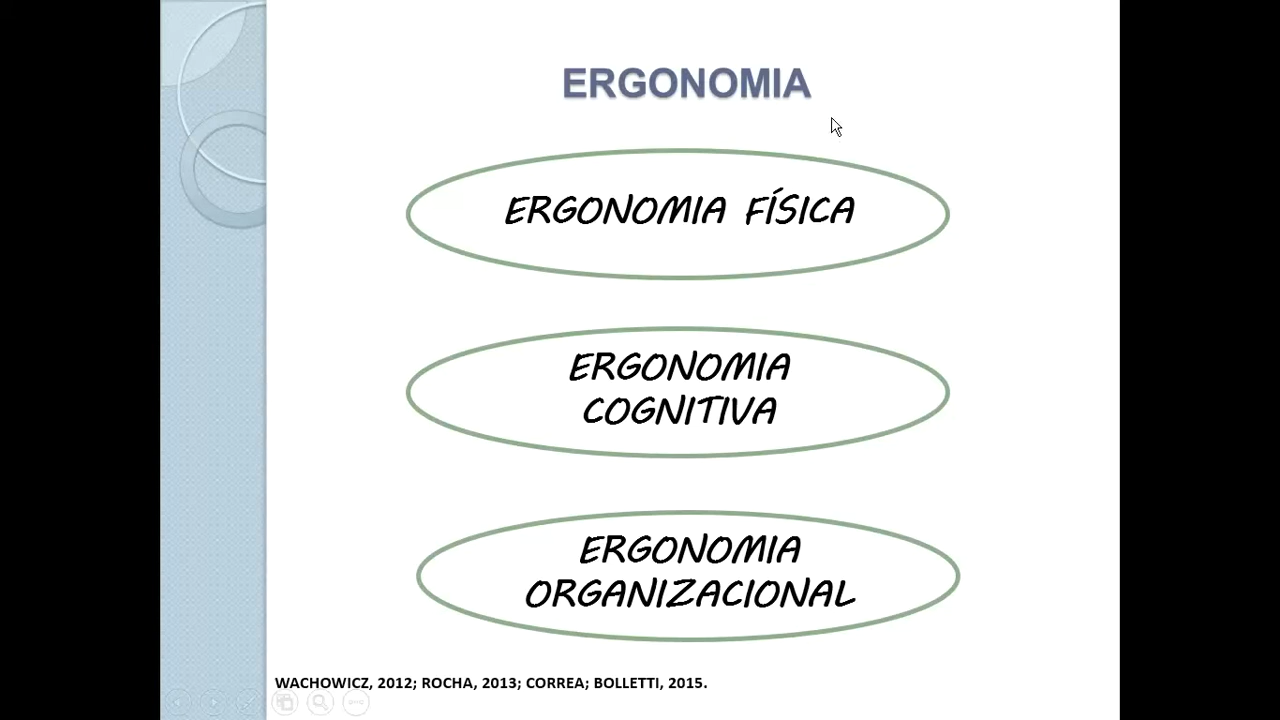 ERGONOMIA
ERGONOMIA FÍSICA
ERGONOMIA
COGNITIVA
ERGONOMIA
ORGANIZACIONAL
WACHOWICZ, 2012; ROCHA, 2013; CORREA; BOLLETTI, 2015.